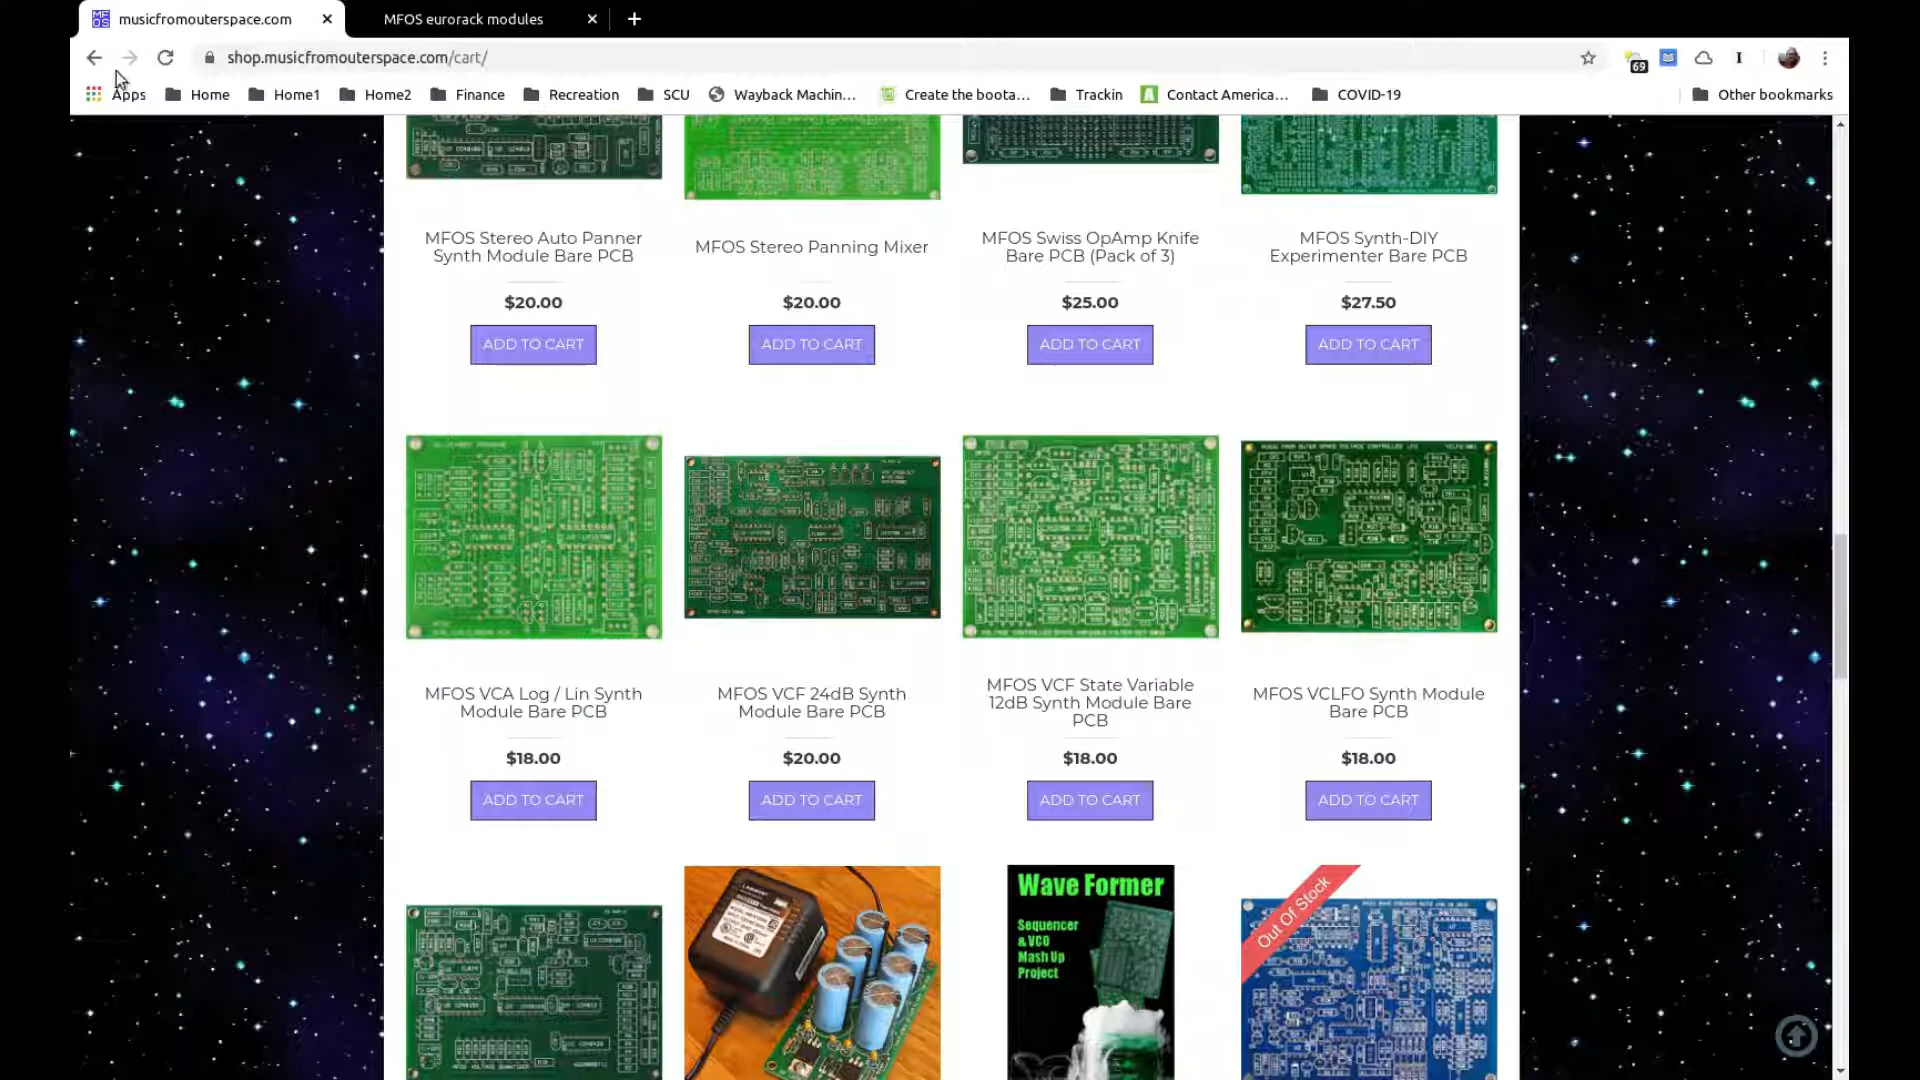 musicfromouterspace.com
MFOS eurorack modules
shop.musicfromouterspace.com/cart/
69
Apps
Home
Home1
Home2
Finance
Recreation
SCU
Wayback Machin...
Create the boota...
Trackin
Contact America...
COVID-19
Other bookmarks
MFOS Stereo Auto Panner
Synth Module Bare PCB
$20.00
ADD TO CART
MFOS Stereo Panning Mixer
$20.00
ADD TO CART
MFOS Swiss OpAmp Knife
Bare PCB (Pack of 3)
$25.00
ADD TO CART
MFOS Synth-DIY
Experimenter Bare PCB
$27.50
ADD TO CART
MFOS VCA Log / Lin Synth
Module Bare PCB
$18.00
ADD TO CART
MFOS VCF 24dB Synth
Module Bare PCB
$20.00
ADD TO CART
MFOS VCF State Variable
12dB Synth Module Bare
PCB
$18.00
ADD TO CART
MFOS VCLFO Synth Module
Bare PCB
$18.00
ADD TO CART
Wave Former
Sequencer
& VCO
Mash Up
Project
Out Of Stock